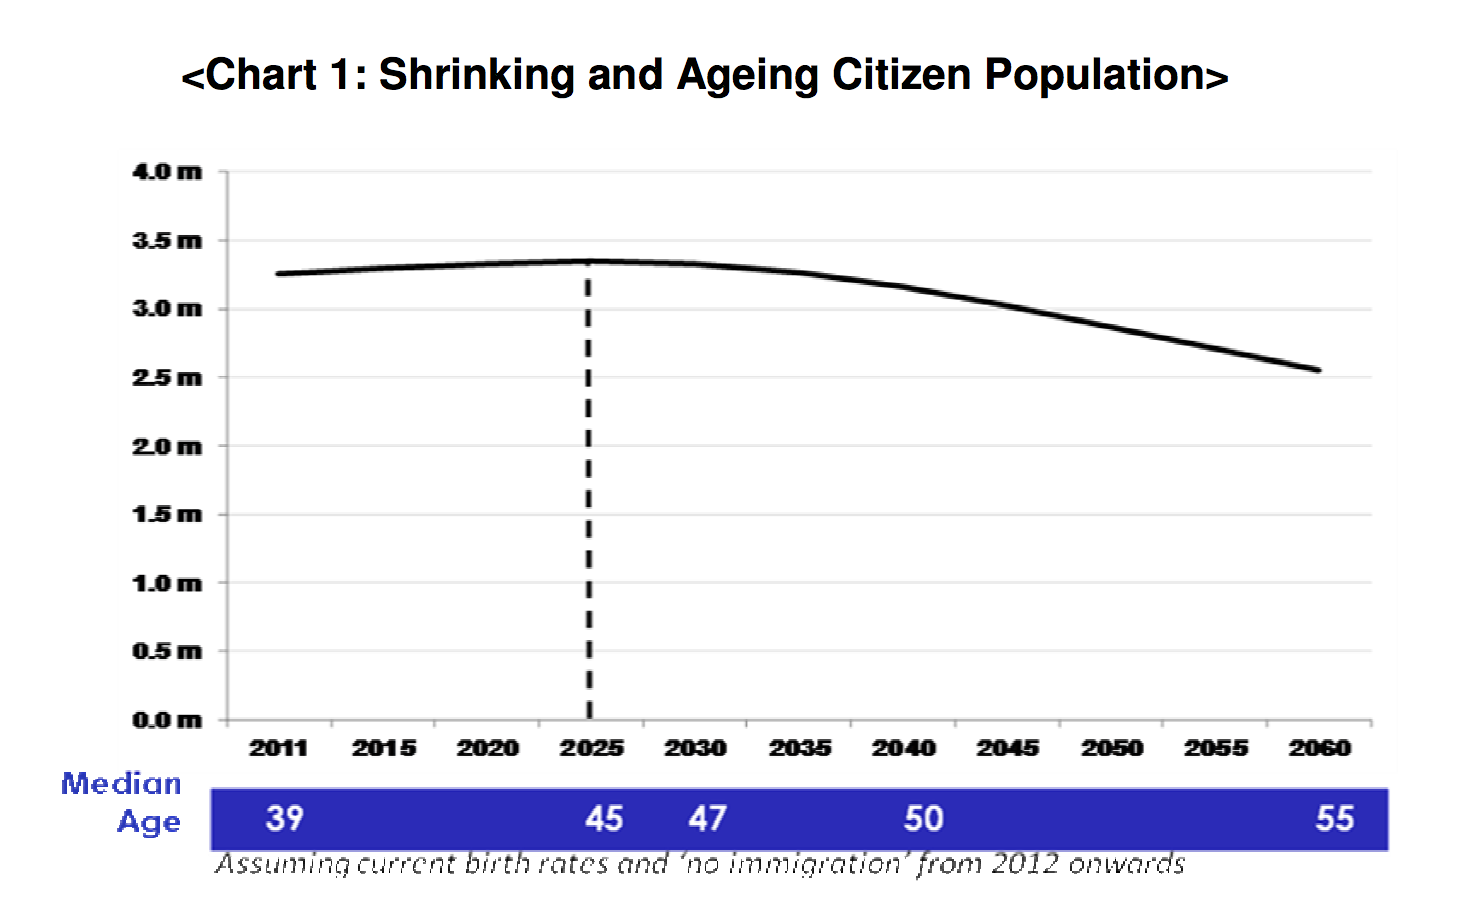 <Chart 1: Shrinking and Ageing Citizen Population>
4.0 m
3.5 m
3.0 m
2.5 m
2.0 m
1.5 m
1.0 m
0.5 m
0.0 m
2011 2015 2020 2025 2030 2035 2040 2045 2050 2055 2060
Median
Age
39 45 47 50 55
Assuming current birth rates and ‘no immigration’ from 2012 onwards